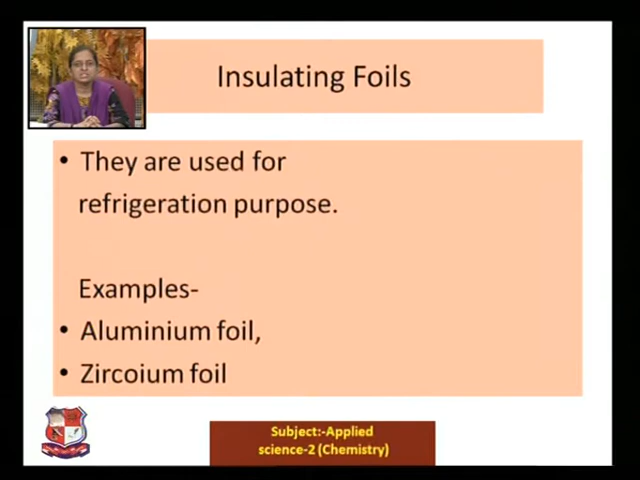 Insulating Foils
• They are used for
refrigeration purpose.
Examples-
• Aluminium foil,
• Zircoium foil
Subject:-Applied
science-2 (Chemistry)